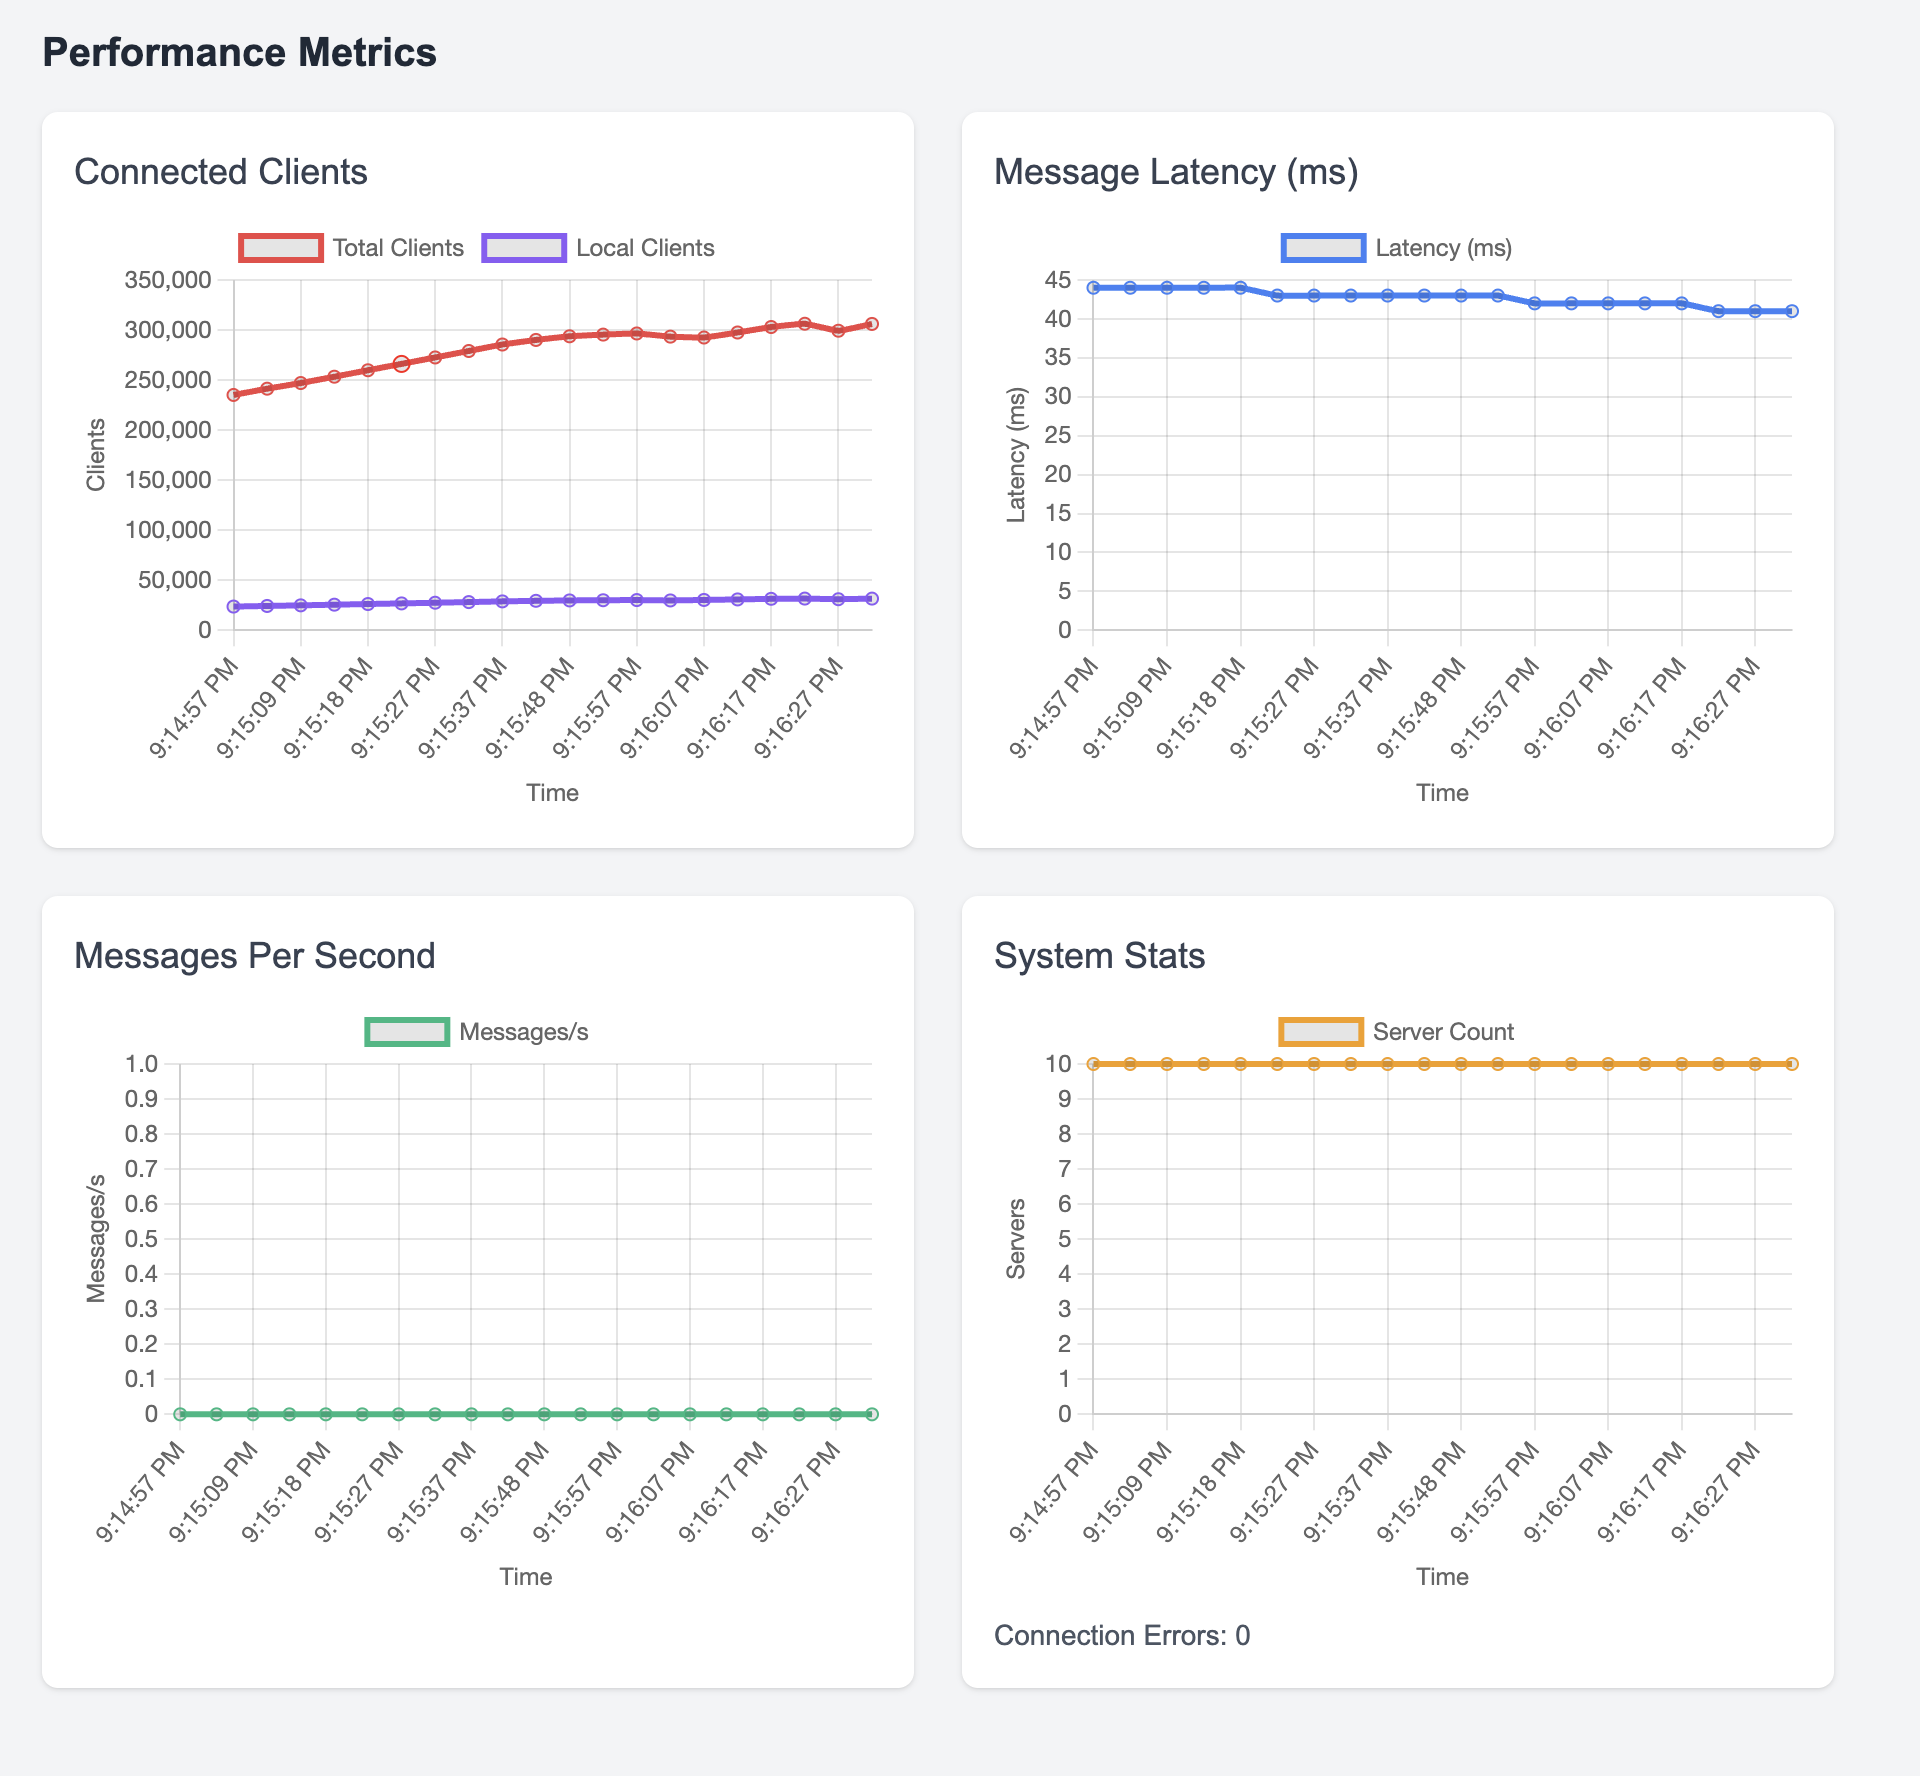 Performance Metrics
Connected Clients
Total Clients
Local Clients
350,000
300,000
250,000
200,000
150,000
100,000
50,000
0
Clients
9:14:57 PM
9:15:09 PM
9:15:18 PM
9:15:27 PM
9:15:37 PM
9:15:48 PM
9:15:57 PM
9:16:07 PM
9:16:17 PM
9:16:27 PM
Time
Message Latency (ms)
Latency (ms)
45
40
35
30
25
20
15
10
5
0
Latency (ms)
9:14:57 PM
9:15:09 PM
9:15:18 PM
9:15:27 PM
9:15:37 PM
9:15:48 PM
9:15:57 PM
9:16:07 PM
9:16:17 PM
9:16:27 PM
Time
Messages Per Second
Messages/s
1.0
0.9
0.8
0.7
0.6
0.5
0.4
0.3
0.2
0.1
0
Messages/s
9:14:57 PM
9:15:09 PM
9:15:18 PM
9:15:27 PM
9:15:37 PM
9:15:48 PM
9:15:57 PM
9:16:07 PM
9:16:17 PM
9:16:27 PM
Time
System Stats
Server Count
10
9
8
7
6
5
4
3
2
1
0
Servers
9:14:57 PM
9:15:09 PM
9:15:18 PM
9:15:27 PM
9:15:37 PM
9:15:48 PM
9:15:57 PM
9:16:07 PM
9:16:17 PM
9:16:27 PM
Time
Connection Errors: 0